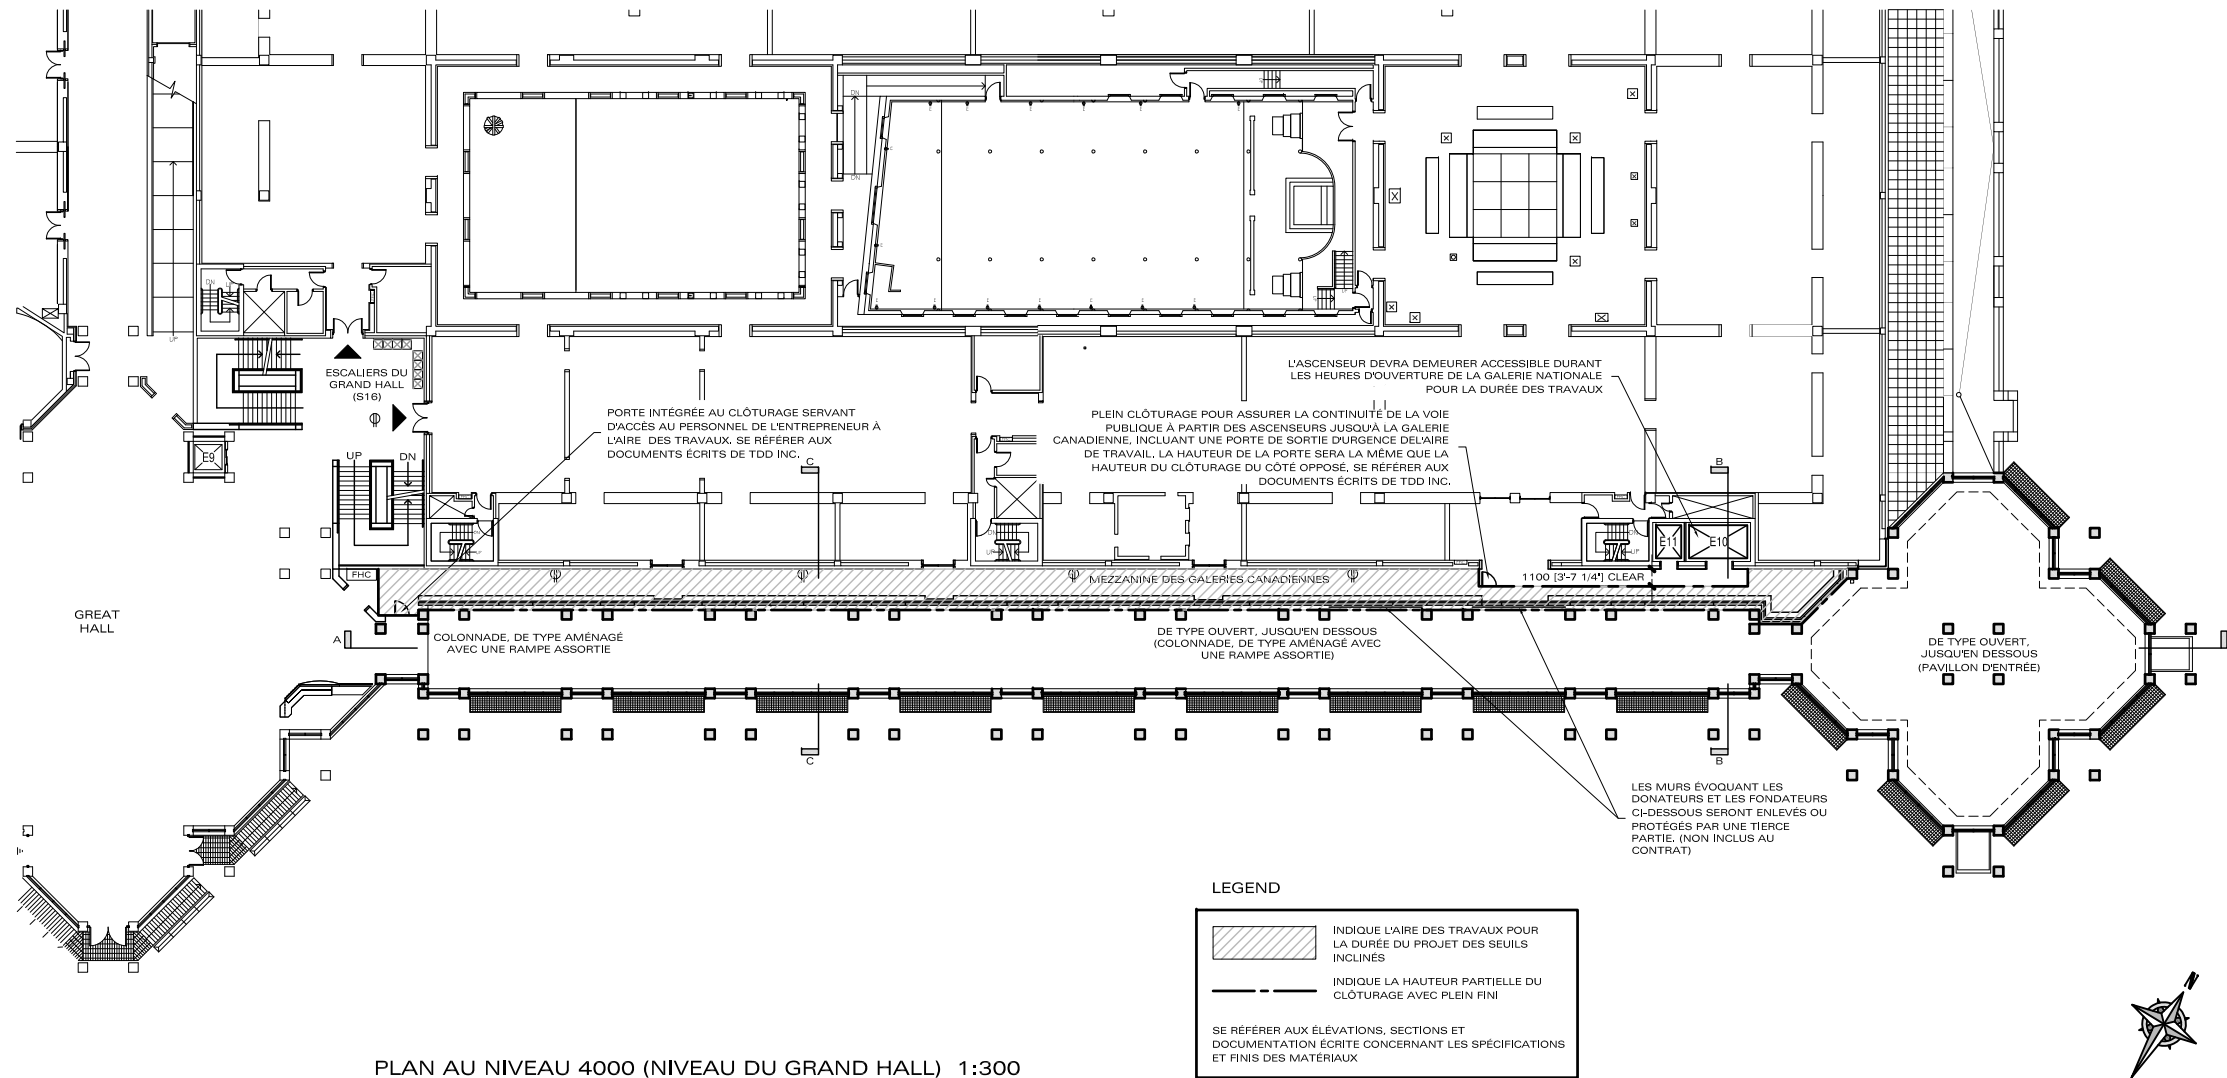 DN
DN
DN
UP
UP
ESCALIERS DU
GRAND HALL
(S16)
E9
UP
DN
PORTE INTÉGRÉE AU CLÔTURAGE SERVANT
D'ACCÈS AU PERSONNEL DE L'ENTREPRENEUR À
L'AIRE DES TRAVAUX. SE RÉFÉRER AUX
DOCUMENTS ÉCRITS DE TDD INC.
L'ASCENSEUR DEVRA DEMEURER ACCESSIBLE DURANT
LES HEURES D'OUVERTURE DE LA GALERIE NATIONALE
POUR LA DURÉE DES TRAVAUX
PLEIN CLÔTURAGE POUR ASSURER LA CONTINUITÉ DE LA VOIE
PUBLIQUE À PARTIR DES ASCENSEURS JUSQU'À LA GALERIE
CANADIENNE, INCLUANT UNE PORTE DE SORTIE D'URGENCE DEL'AIRE
DE TRAVAIL. LA HAUTEUR DE LA PORTE SERA LA MÊME QUE LA
HAUTEUR DU CLÔTURAGE DU CÔTÉ OPPOSÉ. SE RÉFÉRER AUX
DOCUMENTS ÉCRITS DE TDD INC.
C
B
UP
UP
DN
UP
E11
E10
FHC
MEZZANINE DES GALERIES CANADIENNES
1100 [3'-7 1/4"] CLEAR
GREAT
HALL
A
COLONNADE, DE TYPE AMÉNAGÉ
AVEC UNE RAMPE ASSORTIE
DE TYPE OUVERT, JUSQU'EN DESSOUS
(COLONNADE, DE TYPE AMÉNAGÉ AVEC
UNE RAMPE ASSORTIE)
DE TYPE OUVERT,
JUSQU'EN DESSOUS
(PAVILLON D'ENTRÉE)
C
B
LES MURS ÉVOQUANT LES
DONATEURS ET LES FONDATEURS
CI-DESSOUS SERONT ENLEVÉS OU
PROTÉGÉS PAR UNE TIERCE
PARTIE. (NON INCLUS AU
CONTRAT)
LEGEND
INDIQUE L'AIRE DES TRAVAUX POUR
LA DURÉE DU PROJET DES SEUILS
INCLINÉS
INDIQUE LA HAUTEUR PARTIELLE DU
CLÔTURAGE AVEC PLEIN FINI
SE RÉFÉRER AUX ÉLÉVATIONS, SECTIONS ET
DOCUMENTATION ÉCRITE CONCERNANT LES SPÉCIFICATIONS
ET FINIS DES MATÉRIAUX
N
PLAN AU NIVEAU 4000 (NIVEAU DU GRAND HALL) 1:300